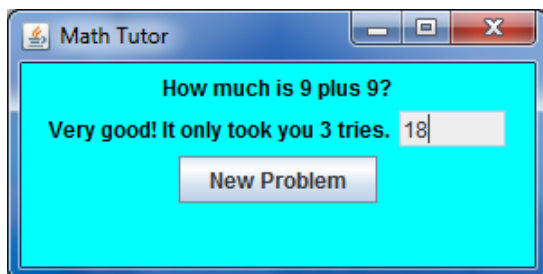 Math Tutor
How much is 9 plus 9?
Very good! It only took you 3 tries. 18
New Problem